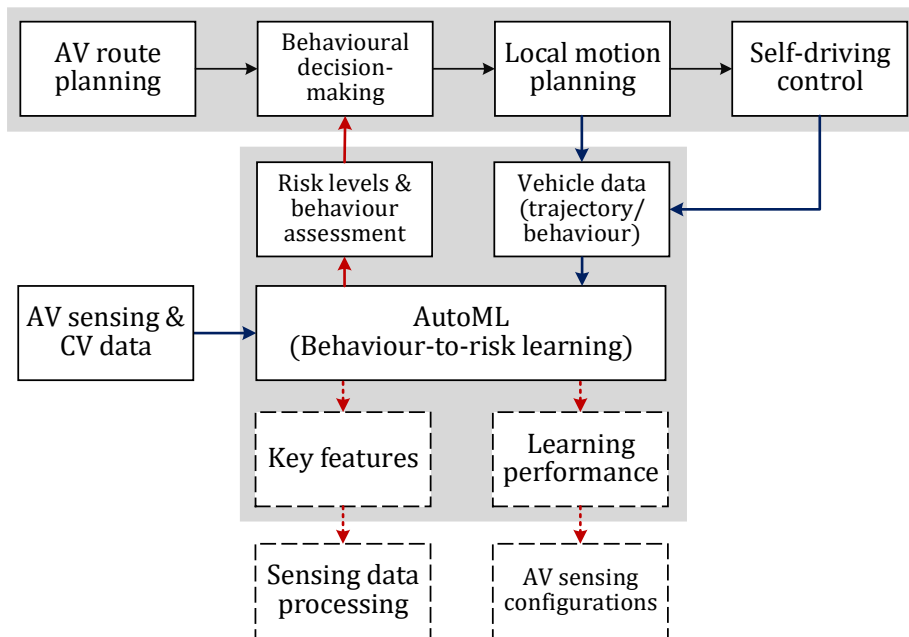 AV route
planning
Behavioural
decision-
making
Local motion
planning
Self-driving
control
Risk levels &
behaviour
assessment
Vehicle data
(trajectory/
behaviour)
AV sensing &
CV data
AutoML
(Behaviour-to-risk learning)
Key features
Learning
performance
Sensing data
processing
AV sensing
configurations